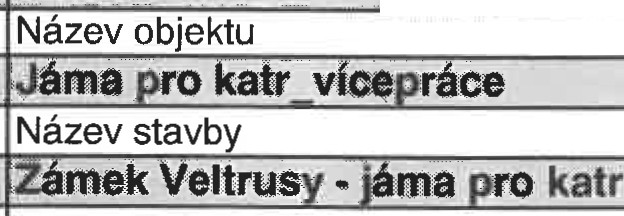 Název objektu
Jáma pro katr_vícepráce
Název stavby
Zámek Veltrusy - jáma pro katr